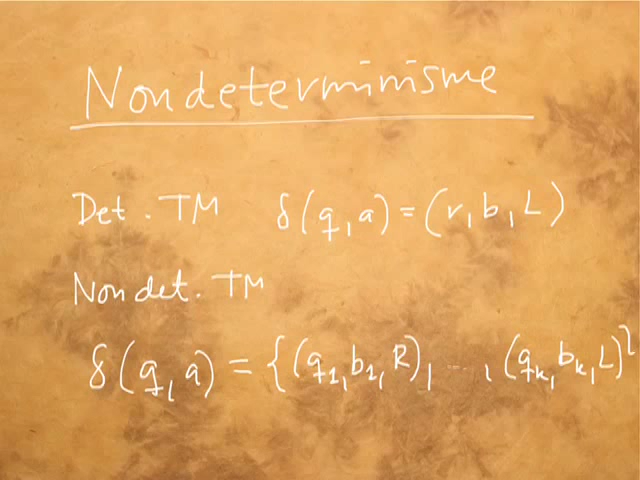 Nondeterminisme
Det. TM δ(q,a) = (r,b,L)
Nondet. TM
δ(q,a) = {(q₁,b₁,R), ..., (qₖ,bₖ,L)}